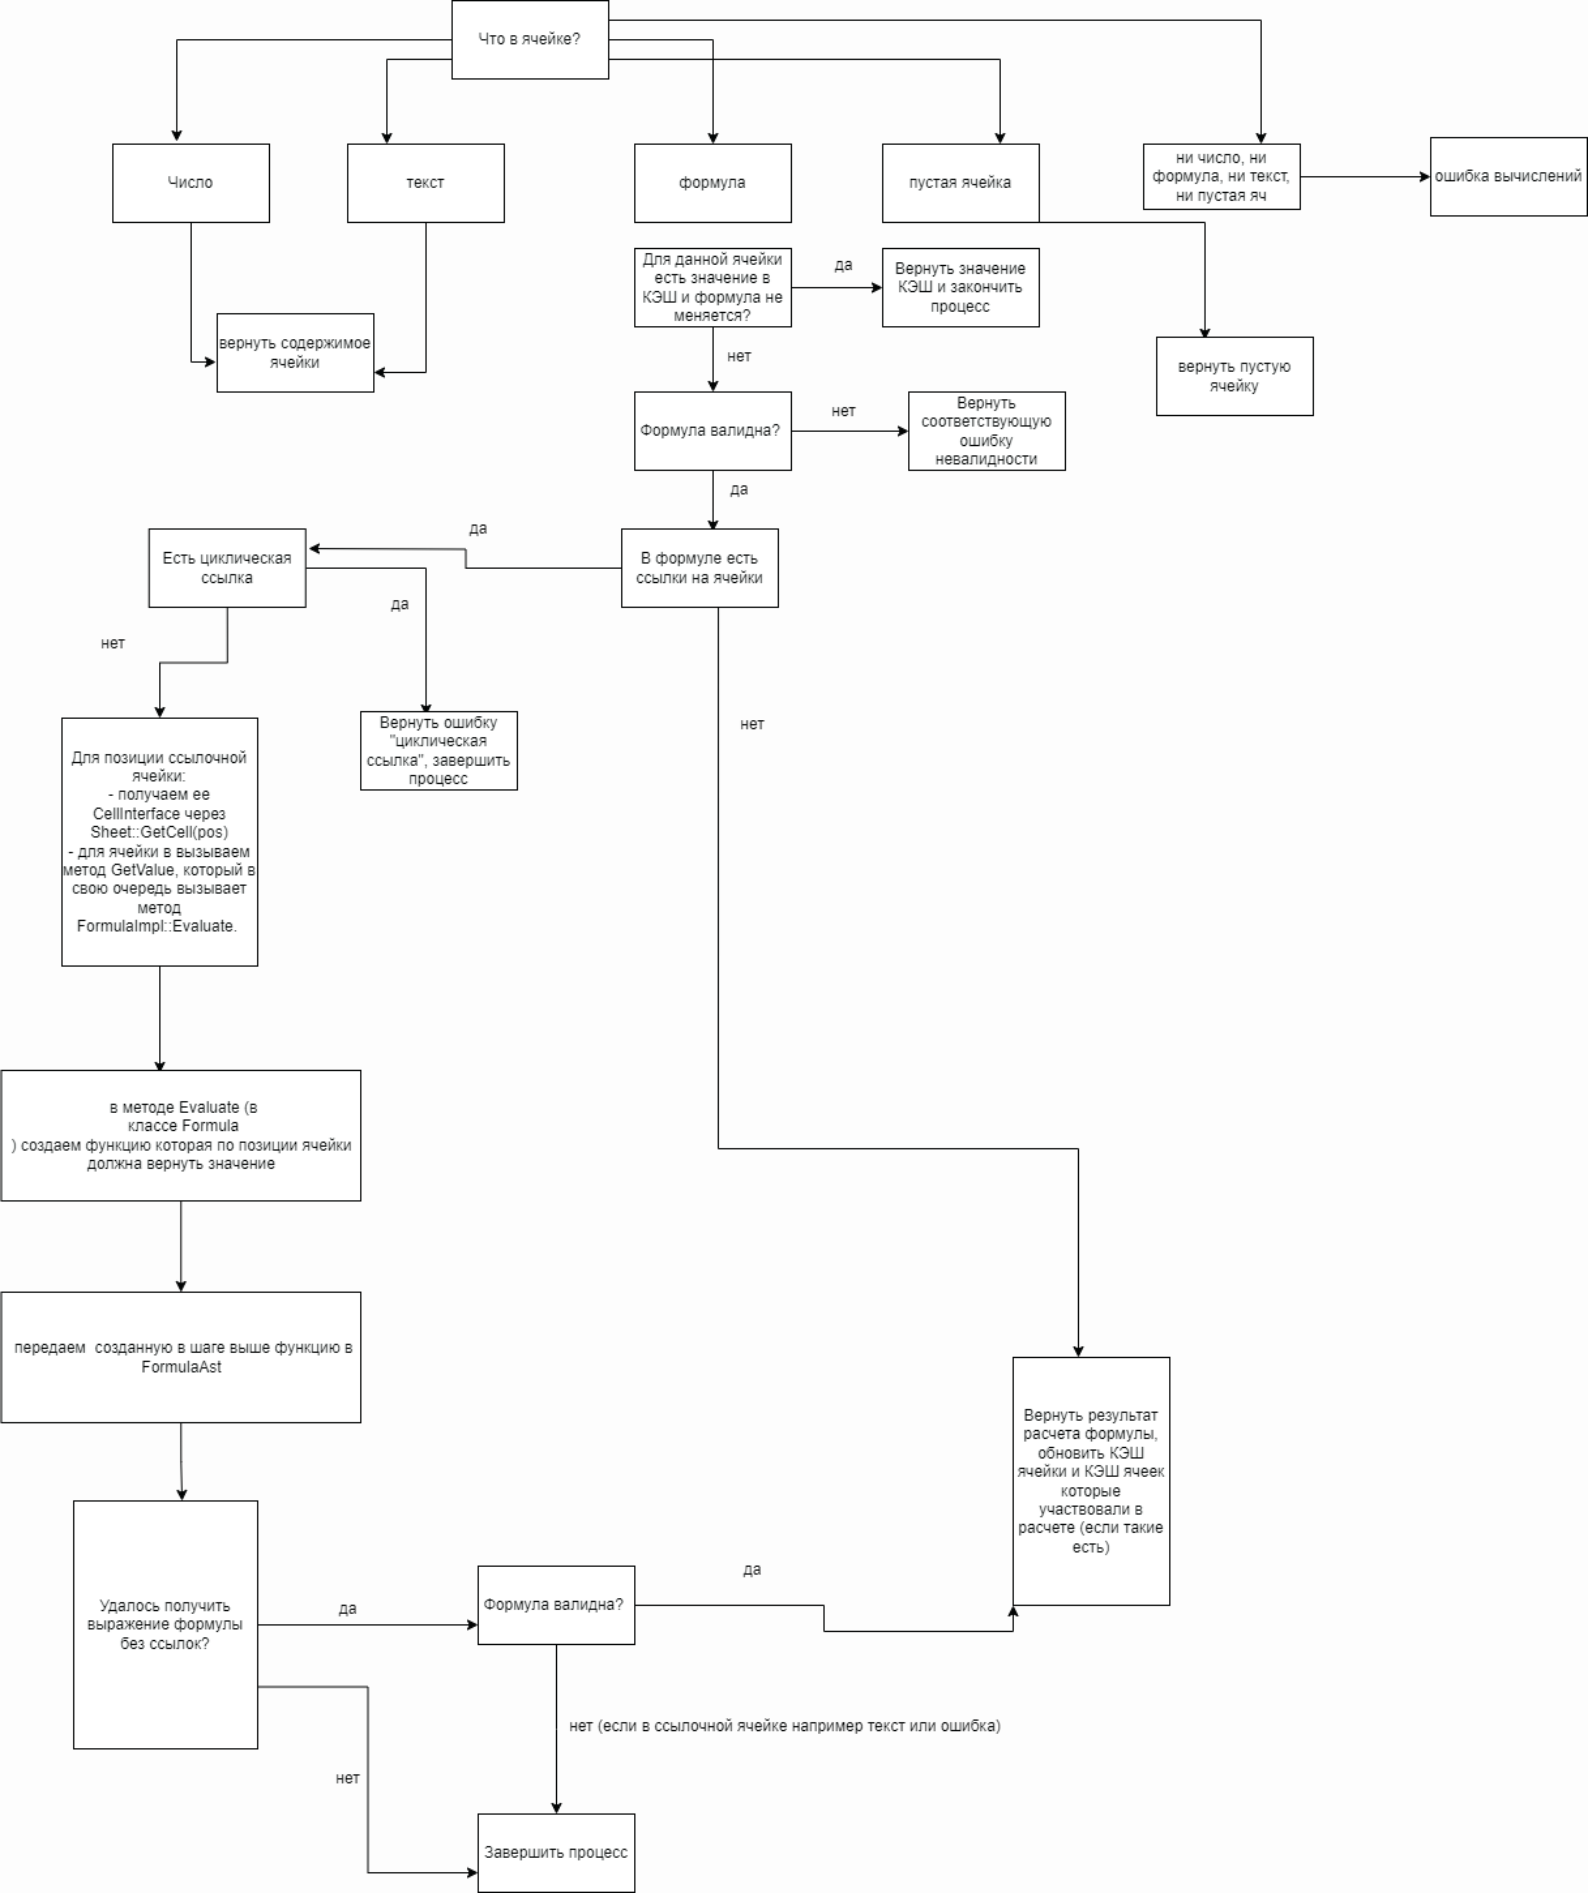 Что в ячейке?
Число
текст
формула
пустая ячейка
ни число, ни
формула, ни текст,
ни пустая яч
ошибка вычислений
Для данной ячейки
есть значение в
КЭШ и формула не
меняется?
да
Вернуть значение
КЭШ и закончить
процесс
вернуть содержимое
ячейки
нет
вернуть пустую
ячейку
Формула валидна?
нет
Вернуть
соответствующую
ошибку
невалидности
да
В формуле есть
ссылки на ячейки
да
Есть циклическая
ссылка
да
нет
Вернуть ошибку
"циклическая
ссылка", завершить
процесс
нет
Для позиции ссылочной
ячейки:
- получаем ее
CellInterface через
Sheet::GetCell(pos)
- для ячейки в вызываем
метод GetValue, который в
свою очередь вызывает
метод
FormulaImpl::Evaluate.
в методе Evaluate (в
классе Formula
) создаем функцию которая по позиции ячейки
должна вернуть значение
передаем  созданную в шаге выше функцию в
FormulaAst
Вернуть результат
расчета формулы,
обновить КЭШ
ячейки и КЭШ ячеек
которые
участвовали в
расчете (если такие
есть)
Удалось получить
выражение формулы
без ссылок?
да
Формула валидна?
да
нет (если в ссылочной ячейке например текст или ошибка)
нет
Завершить процесс